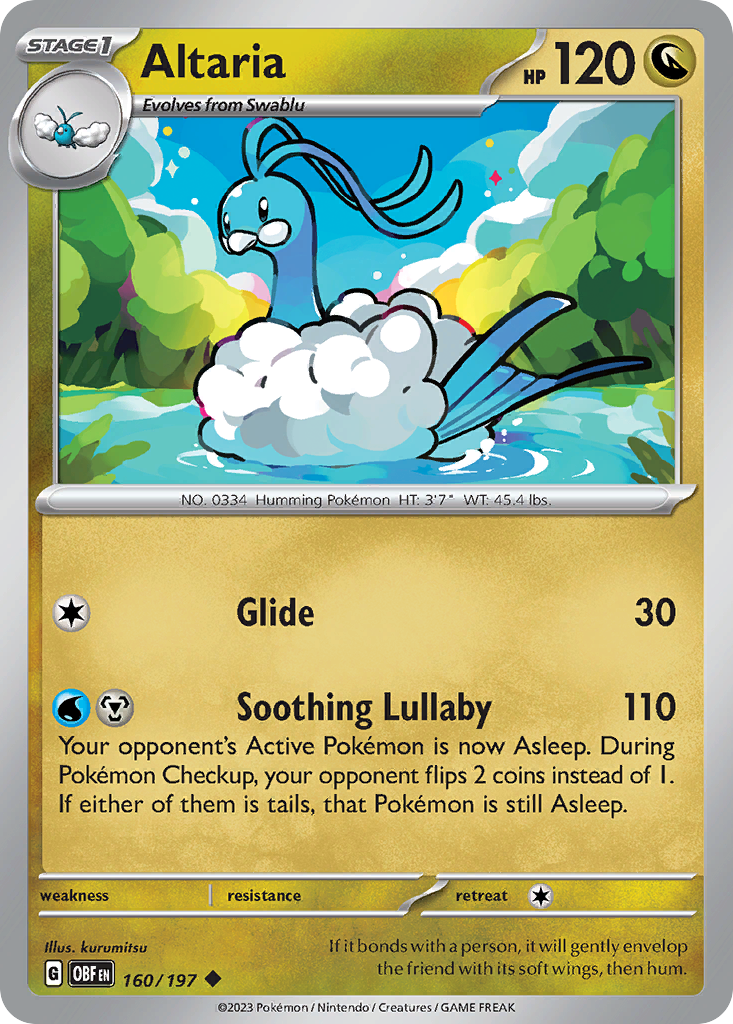 STAGE1
Altaria
HP 120
Evolves from Swablu
NO. 0334 Humming Pokémon HT: 3'7" WT: 45.4 lbs.
Glide 30
Soothing Lullaby 110
Your opponent's Active Pokémon is now Asleep. During
Pokémon Checkup, your opponent flips 2 coins instead of 1.
If either of them is tails, that Pokémon is still Asleep.
weakness resistance retreat
Illus. kurumitsu
If it bonds with a person, it will gently envelop
the friend with its soft wings, then hum.
G OBF EN 160/197
©2023 Pokémon / Nintendo / Creatures / GAME FREAK